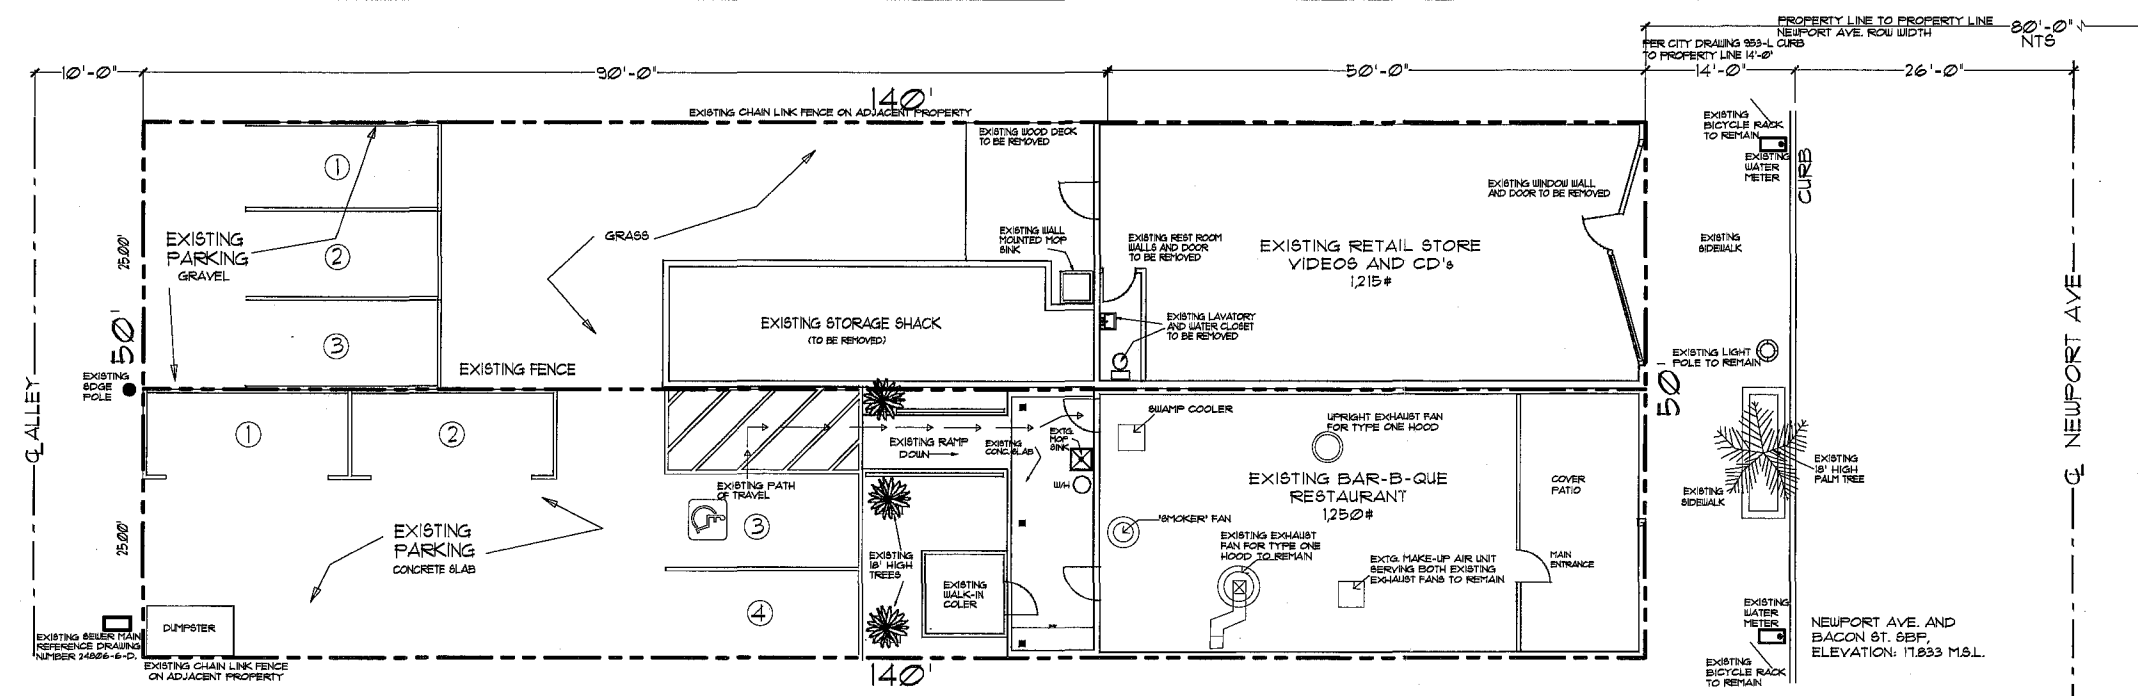 PROPERTY LINE TO PROPERTY LINE
NEWPORT AVE. ROW WIDTH
80'-0"
NTS
PER CITY DRAWING 953-L CURB
TO PROPERTY LINE 14'-0"
10'-0"
90'-0"
50'-0"
14'-0"
26'-0"
140'
EXISTING CHAIN LINK FENCE ON ADJACENT PROPERTY
EXISTING WOOD DECK
TO BE REMOVED
EXISTING
BICYCLE RACK
TO REMAIN
EXISTING
WATER
METER
CURB
1
EXISTING WINDOW WALL
AND DOOR TO BE REMOVED
EXISTING
PARKING
GRAVEL
25.00'
2
GRASS
EXISTING WALL
MOUNTED MOP
SINK
EXISTING REST ROOM
WALLS AND DOOR
TO BE REMOVED
EXISTING RETAIL STORE
VIDEOS AND CD's
1,215#
EXISTING
SIDEWALK
3
EXISTING STORAGE SHACK
(TO BE REMOVED)
EXISTING LAVATORY
AND WATER CLOSET
TO BE REMOVED
EXISTING LIGHT
POLE TO REMAIN
50'
EXISTING FENCE
EXISTING
SDGE
POLE
℄ ALLEY
50'
℄ NEWPORT AVE
1
2
EXISTING RAMP
DOWN
EXISTING
CONC. SLAB
EXTG.
MOP
SINK
W/H
SWAMP COOLER
UPRIGHT EXHAUST FAN
FOR TYPE ONE HOOD
EXISTING PATH
OF TRAVEL
EXISTING BAR-B-QUE
RESTAURANT
1,250#
COVER
PATIO
EXISTING
18' HIGH
PALM TREE
EXISTING
SIDEWALK
25.00'
EXISTING
PARKING
CONCRETE SLAB
3
'SMOKER' FAN
EXISTING EXHAUST
FAN FOR TYPE ONE
HOOD TO REMAIN
EXTG. MAKE-UP AIR UNIT
SERVING BOTH EXISTING
EXHAUST FANS TO REMAIN
MAIN
ENTRANCE
EXISTING
18' HIGH
TREES
EXISTING
WALK-IN
COLER
4
DUMPSTER
EXISTING
WATER
METER
EXISTING SEWER MAIN
REFERENCE DRAWING
NUMBER 24806-6-D.
EXISTING CHAIN LINK FENCE
ON ADJACENT PROPERTY
140'
EXISTING
BICYCLE RACK
TO REMAIN
NEWPORT AVE. AND
BACON ST. SBP,
ELEVATION: 17.833 M.S.L.